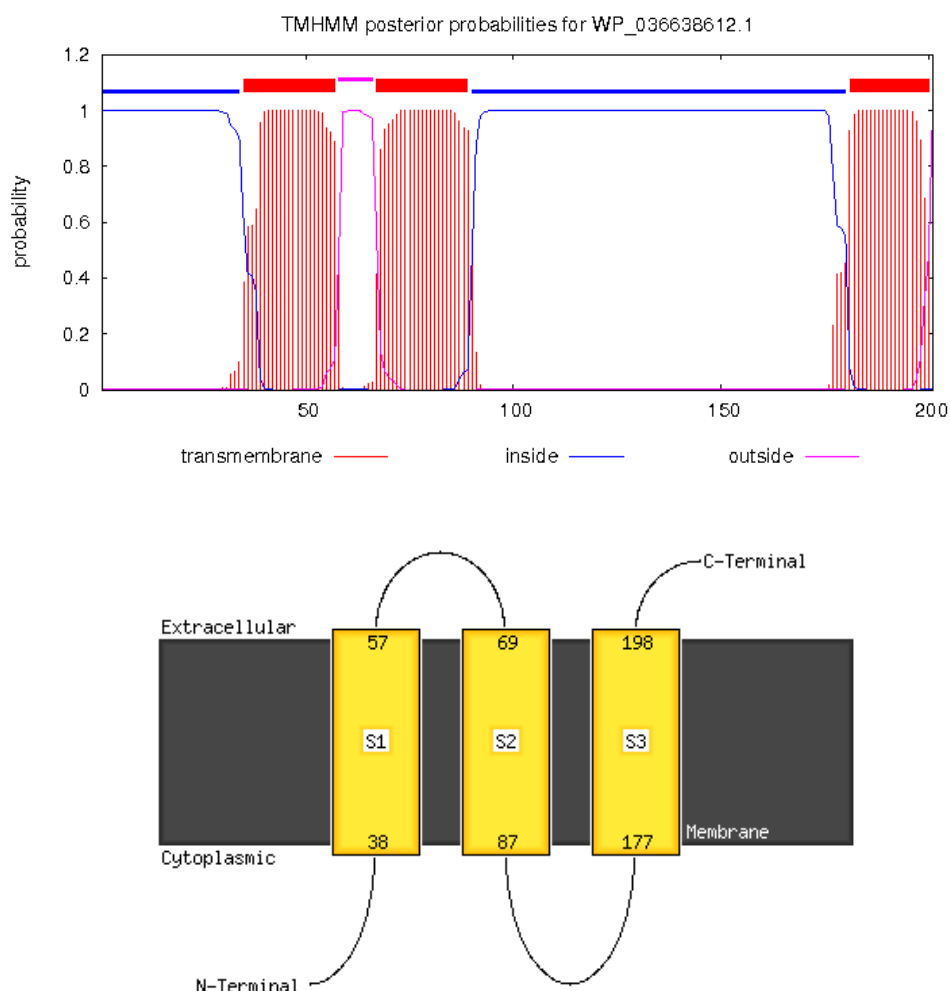 TMHMM posterior probabilities for WP_036638612.1
1.2
1
0.8
0.6
0.4
0.2
0
probability
50 100 150 200
transmembrane inside outside
C-Terminal
Extracellular
57 69 198
S1 S2 S3
Membrane
38 87 177
Cytoplasmic
N-Terminal